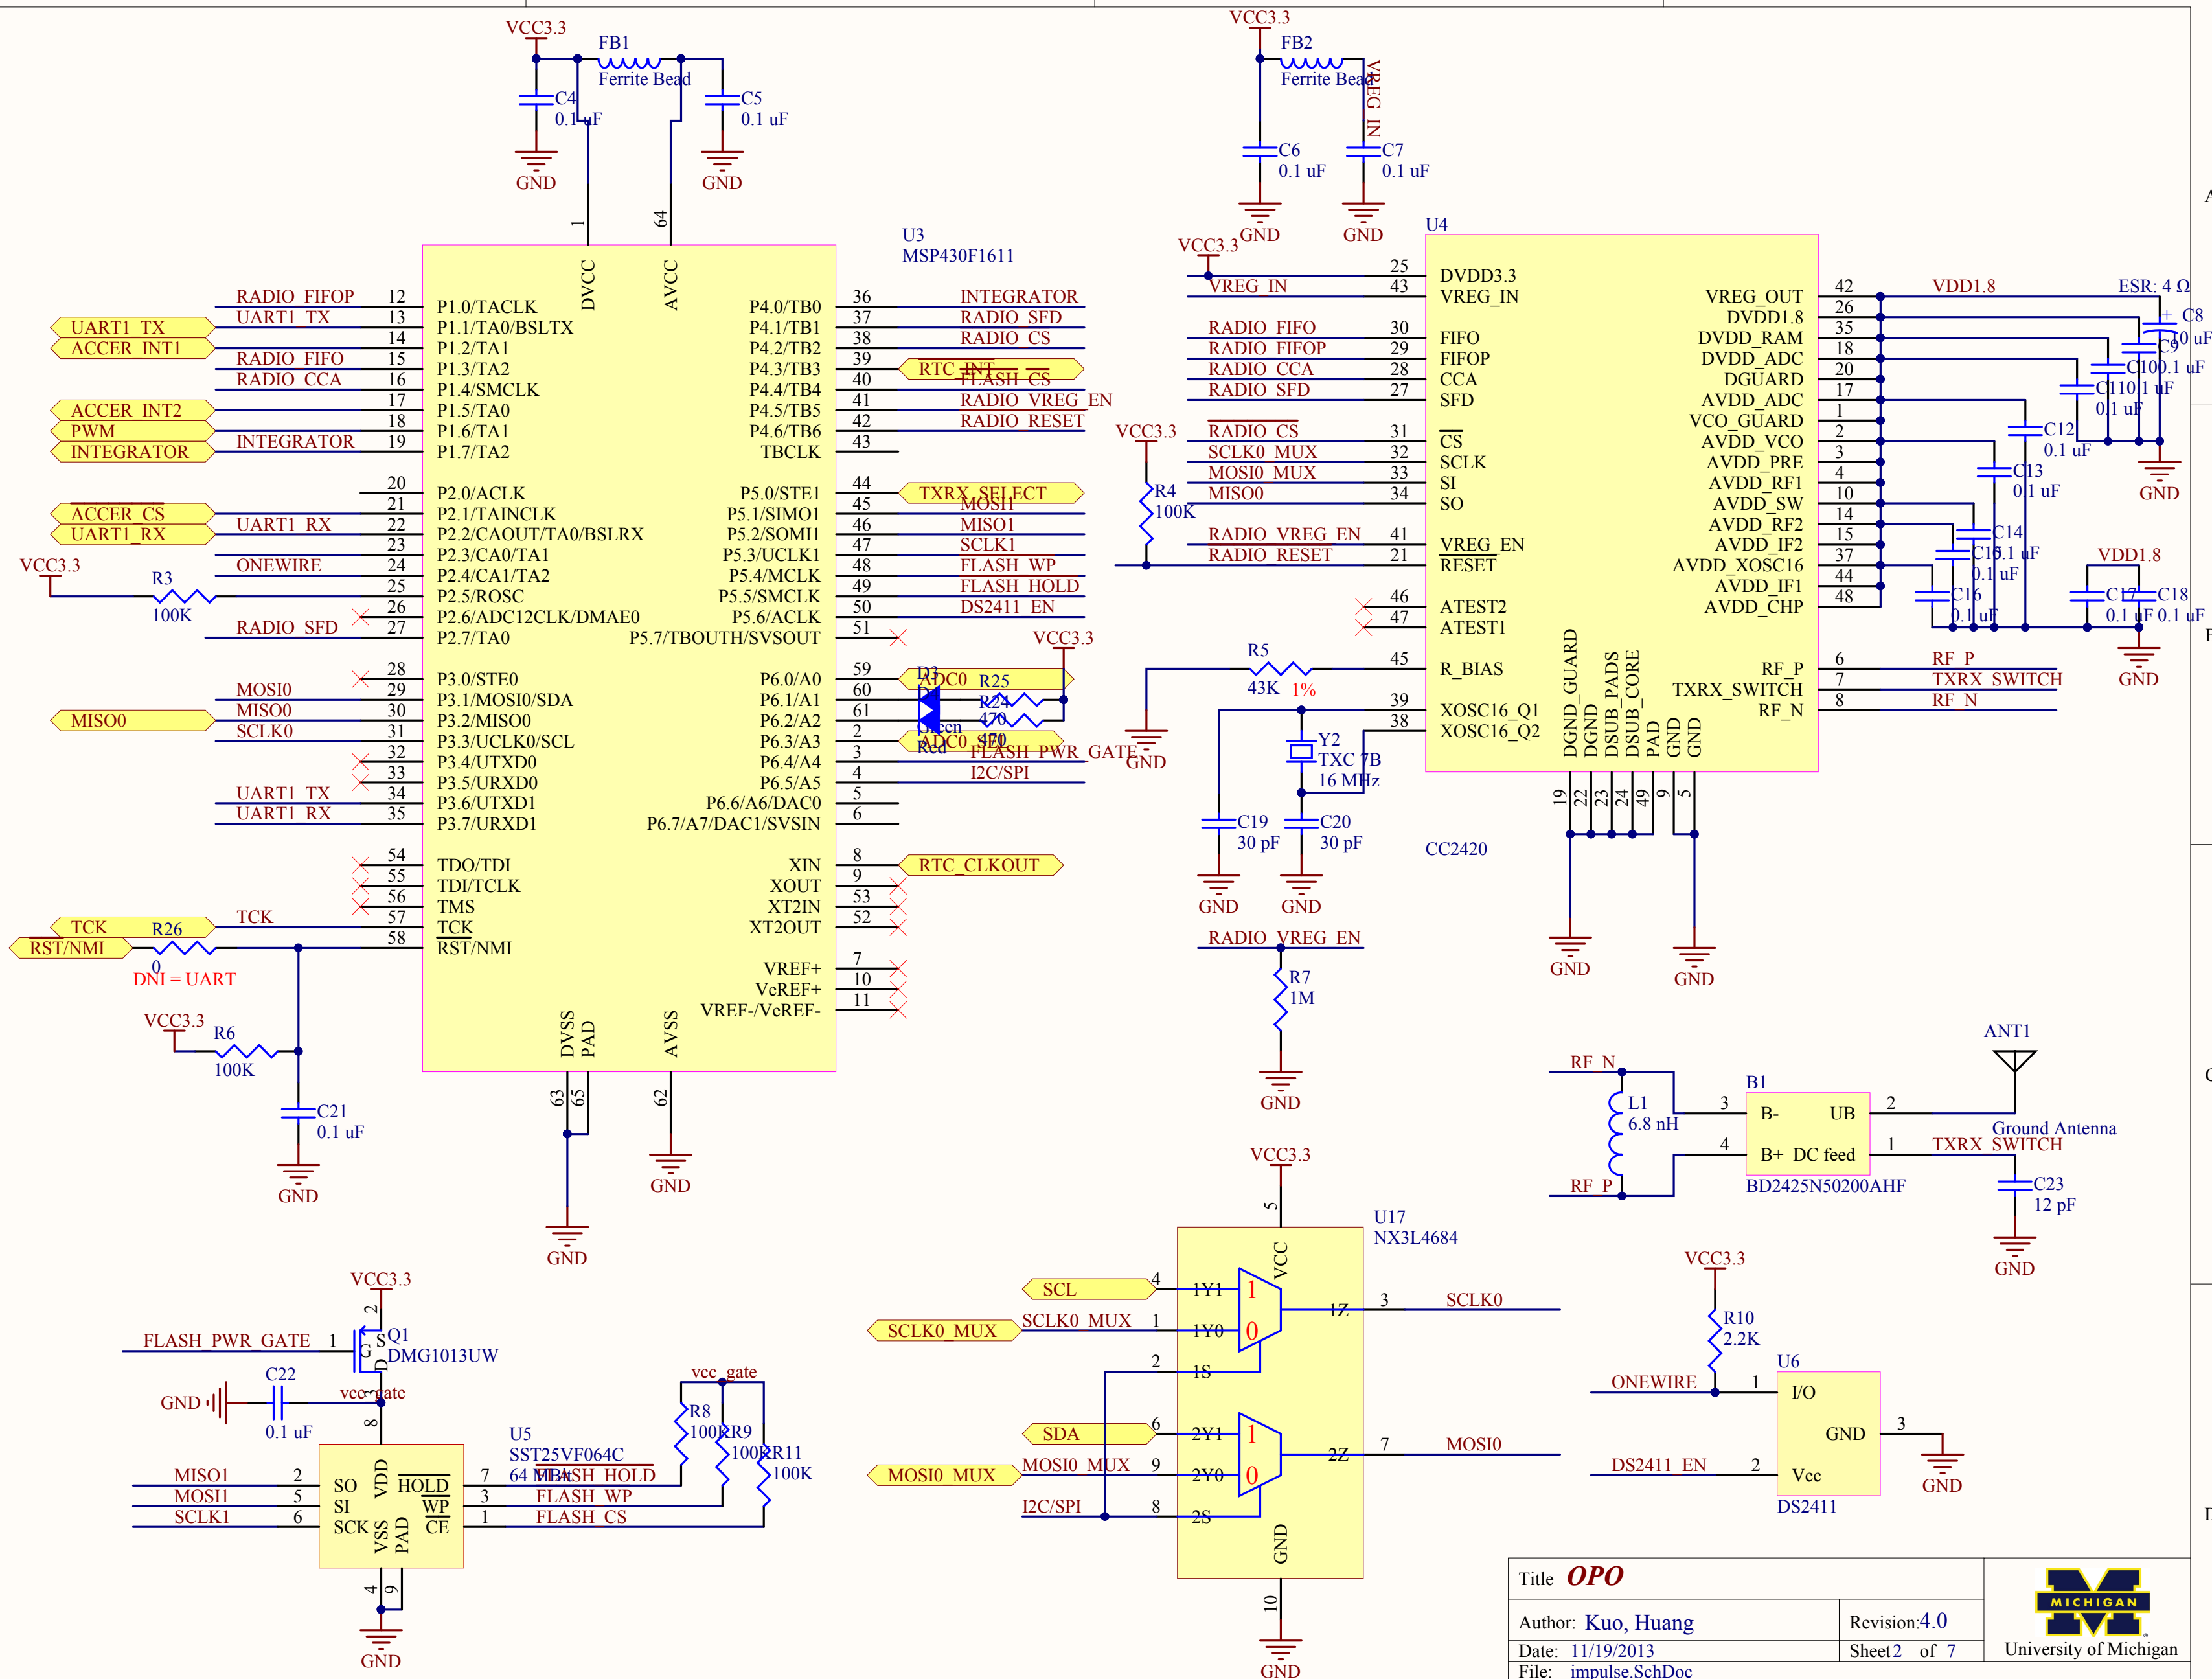 VCC3.3
FB1
Ferrite Bead
C4
0.1 uF
C5
0.1 uF
GND
GND
1
64
VCC3.3
FB2
Ferrite Bead
VREG_IN
C6
0.1 uF
C7
0.1 uF
GND
GND
U3
MSP430F1611
DVCC
AVCC
RADIO_FIFOP 12 P1.0/TACLK
UART1_TX UART1_TX 13 P1.1/TA0/BSLTX
ACCER_INT1 14 P1.2/TA1
RADIO_FIFO 15 P1.3/TA2
RADIO_CCA 16 P1.4/SMCLK
ACCER_INT2 17 P1.5/TA0
PWM 18 P1.6/TA1
INTEGRATOR INTEGRATOR 19 P1.7/TA2
20 P2.0/ACLK
ACCER_CS 21 P2.1/TAINCLK
UART1_RX UART1_RX 22 P2.2/CAOUT/TA0/BSLRX
23 P2.3/CA0/TA1
ONEWIRE 24 P2.4/CA1/TA2
VCC3.3
R3
100K
25 P2.5/ROSC
26 P2.6/ADC12CLK/DMAE0
RADIO_SFD 27 P2.7/TA0
28 P3.0/STE0
MOSI0 29 P3.1/MOSI0/SDA
MISO0 MISO0 30 P3.2/MISO0
SCLK0 31 P3.3/UCLK0/SCL
32 P3.4/UTXD0
33 P3.5/URXD0
UART1_TX 34 P3.6/UTXD1
UART1_RX 35 P3.7/URXD1
54 TDO/TDI
55 TDI/TCLK
56 TMS
TCK TCK 57 TCK
RST/NMI 58 RST/NMI
R26
0
DNI = UART
VCC3.3
R6
100K
C21
0.1 uF
GND
P4.0/TB0 36 INTEGRATOR
P4.1/TB1 37 RADIO_SFD
P4.2/TB2 38 RADIO_CS
P4.3/TB3 39 RTC_INT
P4.4/TB4 40 FLASH_CS
P4.5/TB5 41 RADIO_VREG_EN
P4.6/TB6 42 RADIO_RESET
TBCLK 43
P5.0/STE1 44 TXRX_SELECT
P5.1/SIMO1 45 MOSI1
P5.2/SOMI1 46 MISO1
P5.3/UCLK1 47 SCLK1
P5.4/MCLK 48 FLASH_WP
P5.5/SMCLK 49 FLASH_HOLD
P5.6/ACLK 50 DS2411_EN
P5.7/TBOUTH/SVSOUT 51
VCC3.3
P6.0/A0 59 ADC0
P6.1/A1 60
P6.2/A2 61
P6.3/A3 2
D3
R25
R24
470
470
Green
Red
P6.4/A4 3 FLASH_PWR_GATE
P6.5/A5 4 I2C/SPI
P6.6/A6/DAC0 5
P6.7/A7/DAC1/SVSIN 6
XIN 8 RTC_CLKOUT
XOUT 9
XT2IN 53
XT2OUT 52
VREF+ 7
VeREF+ 10
VREF-/VeREF- 11
DVSS
PAD
AVSS
63
65
62
GND
GND
U4
CC2420
VCC3.3
25 DVDD3.3
VREG_IN 43 VREG_IN
RADIO_FIFO 30 FIFO
RADIO_FIFOP 29 FIFOP
RADIO_CCA 28 CCA
RADIO_SFD 27 SFD
RADIO_CS 31 CS
SCLK0_MUX 32 SCLK
MOSI0_MUX 33 SI
MISO0 34 SO
VCC3.3
R4
100K
RADIO_VREG_EN 41 VREG_EN
RADIO_RESET 21 RESET
46 ATEST2
47 ATEST1
R5
43K 1%
45 R_BIAS
39 XOSC16_Q1
38 XOSC16_Q2
GND
Y2
TXC 7B
16 MHz
C19
30 pF
C20
30 pF
GND
GND
VREG_OUT 42 VDD1.8 ESR: 4 Ω
DVDD1.8 26
DVDD_RAM 35
DVDD_ADC 18
DGUARD 20
AVDD_ADC 17
VCO_GUARD 1
AVDD_VCO 2
AVDD_PRE 3
AVDD_RF1 4
AVDD_SW 10
AVDD_RF2 14
AVDD_IF2 15
AVDD_XOSC16 37
AVDD_IF1 44
AVDD_CHP 48
+ C8
10 uF
C9
0.1 uF
C10
0.1 uF
C11
0.1 uF
C12
0.1 uF
C13
0.1 uF
C14
0.1 uF
C15
0.1 uF
C16
0.1 uF
GND
VDD1.8
C17
0.1 uF
C18
0.1 uF
GND
RF_P 6 RF_P
TXRX_SWITCH 7 TXRX_SWITCH
RF_N 8 RF_N
DGND_GUARD
DGND
DSUB_PADS
DSUB_CORE
PAD
GND
GND
19
22
23
24
49
9
5
GND
GND
RADIO_VREG_EN
R7
1M
GND
RF_N
L1
6.8 nH
RF_P
B1
3 B- UB 2
4 B+ DC feed 1
BD2425N50200AHF
ANT1
Ground Antenna
TXRX_SWITCH
C23
12 pF
GND
VCC3.3
2
FLASH_PWR_GATE 1
G
S
D
3
Q1
DMG1013UW
C22
0.1 uF
GND
vcc_gate
8
U5
SST25VF064C
MISO1 2 SO
MOSI1 5 SI
SCLK1 6 SCK
VDD
VSS
PAD
HOLD 7 FLASH_HOLD
WP 3 FLASH_WP
CE 1 FLASH_CS
4
9
GND
vcc_gate
R8
100K
R9
100K
R11
100K
VCC3.3
5
U17
NX3L4684
VCC
SCL 4 1Y1 1
SCLK0_MUX SCLK0_MUX 1 1Y0 0
1Z 3 SCLK0
2 1S
SDA 6 2Y1 1
MOSI0_MUX MOSI0_MUX 9 2Y0 0
2Z 7 MOSI0
I2C/SPI 8 2S
GND
10
GND
VCC3.3
R10
2.2K
U6
ONEWIRE 1 I/O
GND 3
DS2411_EN 2 Vcc
DS2411
GND
Title OPO
Author: Kuo, Huang
Revision: 4.0
Date: 11/19/2013
Sheet 2 of 7
File: impulse.SchDoc
MICHIGAN
University of Michigan